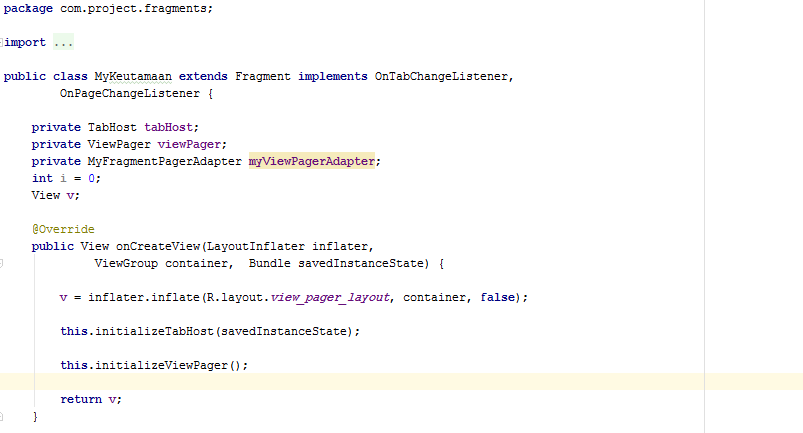 package com.project.fragments;
import ...
public class MyKeutamaan extends Fragment implements OnTabChangeListener,
OnPageChangeListener {
private TabHost tabHost;
private ViewPager viewPager;
private MyFragmentPagerAdapter myViewPagerAdapter;
int i = 0;
View v;
@Override
public View onCreateView(LayoutInflater inflater,
ViewGroup container,  Bundle savedInstanceState) {
v = inflater.inflate(R.layout.view_pager_layout, container, false);
this.initializeTabHost(savedInstanceState);
this.initializeViewPager();
return v;
}